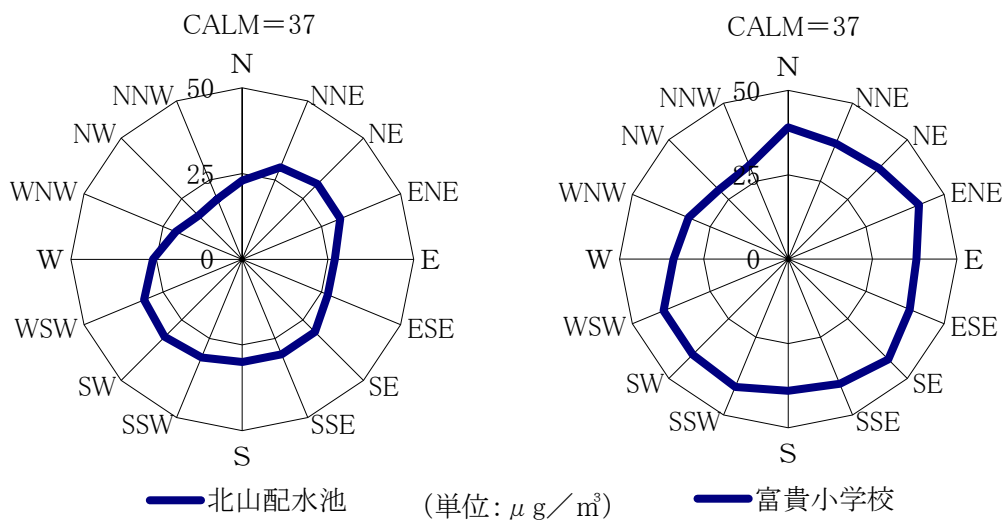 CALM＝37
N
NNE
NE
ENE
E
ESE
SE
SSE
S
SSW
SW
WSW
W
WNW
NW
NNW
50
25
0
北山配水池
CALM＝37
N
NNE
NE
ENE
E
ESE
SE
SSE
S
SSW
SW
WSW
W
WNW
NW
NNW
50
25
0
富貴小学校
(単位：μg／㎥)